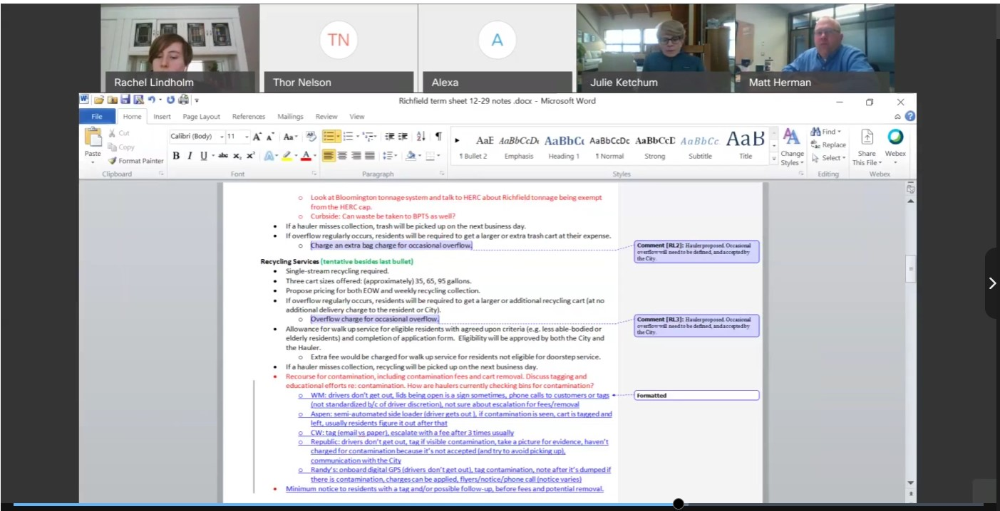 TN
A
Rachel Lindholm
Thor Nelson
Alexa
Julie Ketchum
Matt Herman
Richfield term sheet 12-29 notes .docx - Microsoft Word
File
Home
Insert
Page Layout
References
Mailings
Review
View
Paste
Cut
Copy
Format Painter
Clipboard
Calibri (Body)
11
Font
Paragraph
AaE
AaBbCcDc
AaBbCc
AaBbCcDc
AaBbCcD
AaBbCc
AaB
¶ Bullet 2
Emphasis
Heading 1
¶ Normal
Strong
Subtitle
Title
Change Styles
Styles
Find
Replace
Select
Editing
Share This File
Webex
Webex
o Look at Bloomington tonnage system and talk to HERC about Richfield tonnage being exempt
from the HERC cap.
o Curbside: Can waste be taken to BPTS as well?
• If a hauler misses collection, trash will be picked up on the next business day.
• If overflow regularly occurs, residents will be required to get a larger or extra trash cart at their expense.
o Charge an extra bag charge for occasional overflow.
Comment [RL2]: Hauler proposed. Occasional
overflow will need to be defined, and accepted by
the City.
Recycling Services (tentative besides last bullet)
• Single-stream recycling required.
• Three cart sizes offered: (approximately) 35, 65, 95 gallons.
• Propose pricing for both EOW and weekly recycling collection.
• If overflow regularly occurs, residents will be required to get a larger or additional recycling cart (at no
additional delivery charge to the resident or City).
o Overflow charge for occasional overflow.
Comment [RL3]: Hauler proposed. Occasional
overflow will need to be defined, and accepted by
the City.
• Allowance for walk up service for eligible residents with agreed upon criteria (e.g. less able-bodied or
elderly residents) and completion of application form. Eligibility will be approved by both the City and
the Hauler.
o Extra fee would be charged for walk up service for residents not eligible for doorstep service.
• If a hauler misses collection, recycling will be picked up on the next business day.
• Recourse for contamination, including contamination fees and cart removal. Discuss tagging and
educational efforts re: contamination. How are haulers currently checking bins for contamination?
o WM: drivers don't get out, lids being open is a sign sometimes, phone calls to customers or tags
(not standardized b/c of driver discretion), not sure about escalation for fees/removal
Formatted
o Aspen: semi-automated side loader (driver gets out ), if contamination is seen, cart is tagged and
left, usually residents figure it out after that
o CW: tag (email vs paper), escalate with a fee after 3 times usually
o Republic: drivers don't get out, tag if visible contamination, take a picture for evidence, haven't
charged for contamination because it's not accepted (and try to avoid picking up),
communication with the City
o Randy's: onboard digital GPS (drivers don't get out), tag contamination, note after it's dumped if
there is contamination, charges can be applied, flyers/notice/phone call (notice varies)
• Minimum notice to residents with a tag and/or possible follow-up, before fees and potential removal.